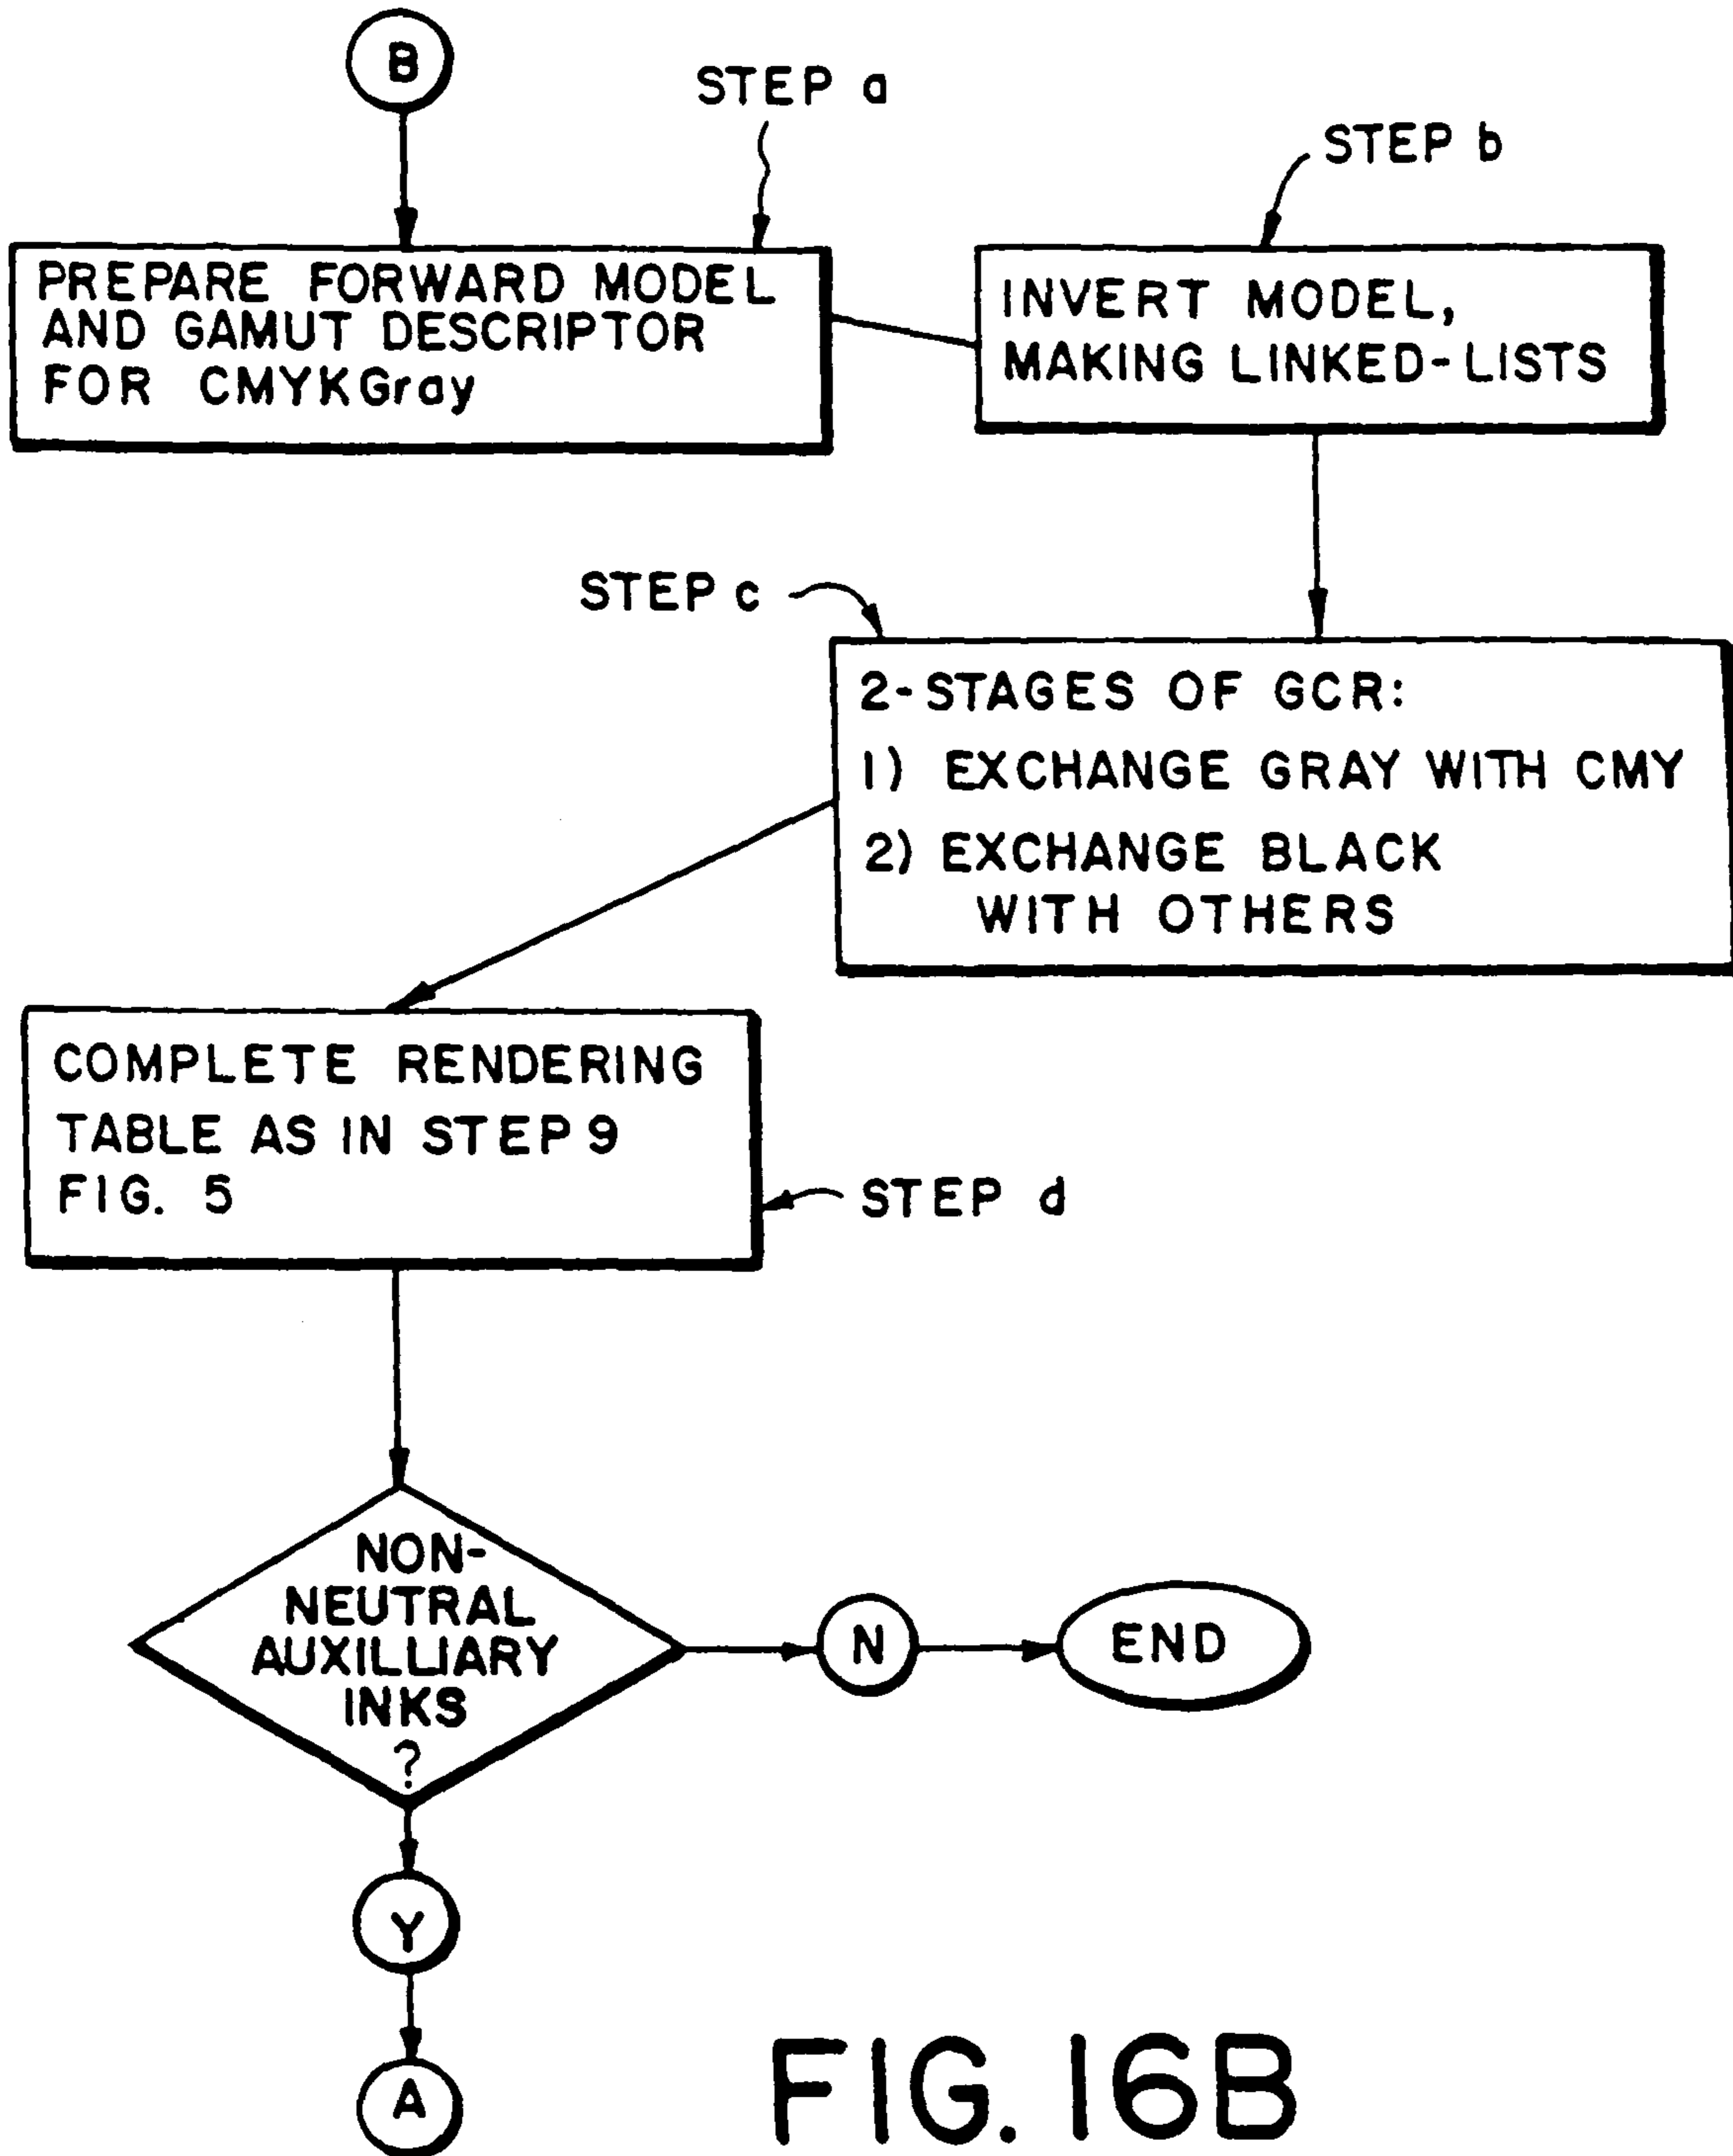 B
STEP a
STEP b
PREPARE FORWARD MODEL
AND GAMUT DESCRIPTOR
FOR CMYKGray
INVERT MODEL,
MAKING LINKED-LISTS
STEP c
2-STAGES OF GCR:
1) EXCHANGE GRAY WITH CMY
2) EXCHANGE BLACK
WITH OTHERS
COMPLETE RENDERING
TABLE AS IN STEP 9
FIG. 5
STEP d
NON-
NEUTRAL
AUXILLIARY
INKS
?
N
END
Y
A
FIG. 16B